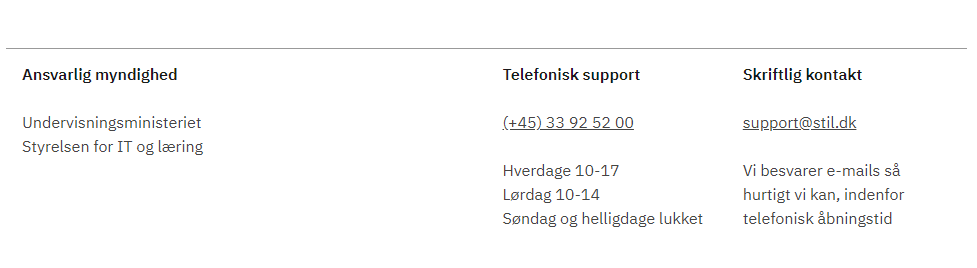 Ansvarlig myndighed
Undervisningsministeriet
Styrelsen for IT og læring
Telefonisk support
(+45) 33 92 52 00
Hverdage 10-17
Lørdag 10-14
Søndag og helligdage lukket
Skriftlig kontakt
support@stil.dk
Vi besvarer e-mails så
hurtigt vi kan, indenfor
telefonisk åbningstid